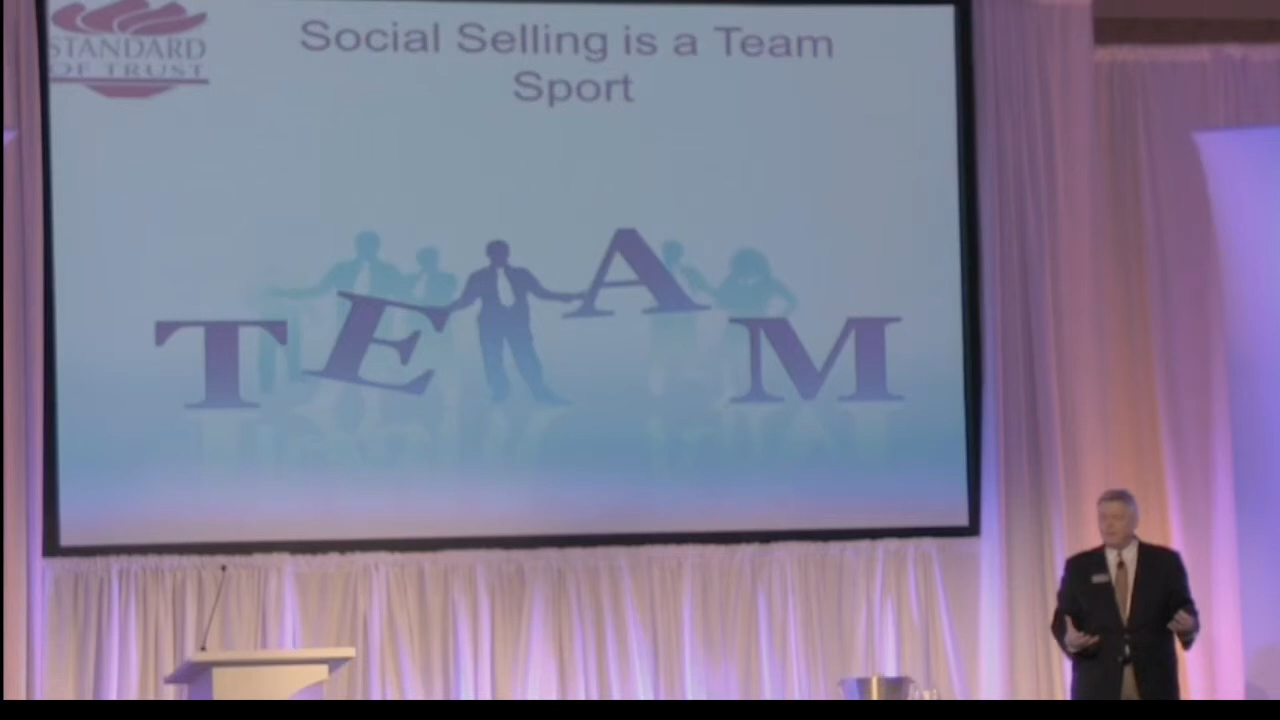 STANDARD
OF TRUST
Social Selling is a Team
Sport
TEAM